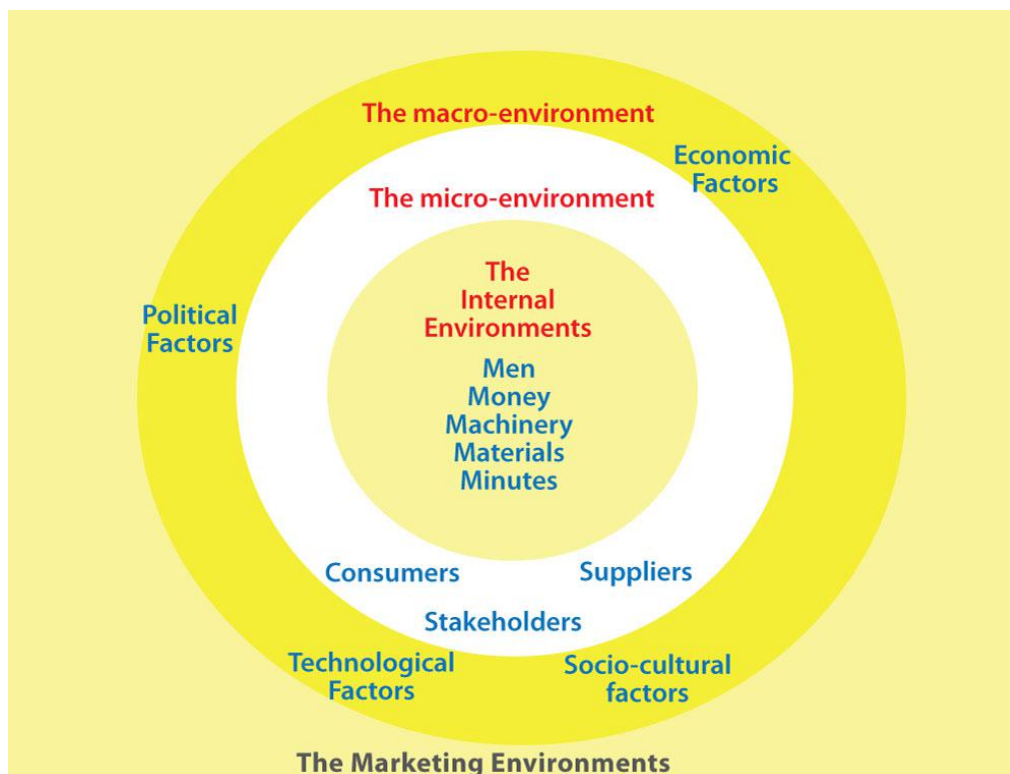 The macro-environment
Economic
Factors
The micro-environment
The
Internal
Environments
Political
Factors
Men
Money
Machinery
Materials
Minutes
Consumers
Suppliers
Stakeholders
Technological
Factors
Socio-cultural
factors
The Marketing Environments